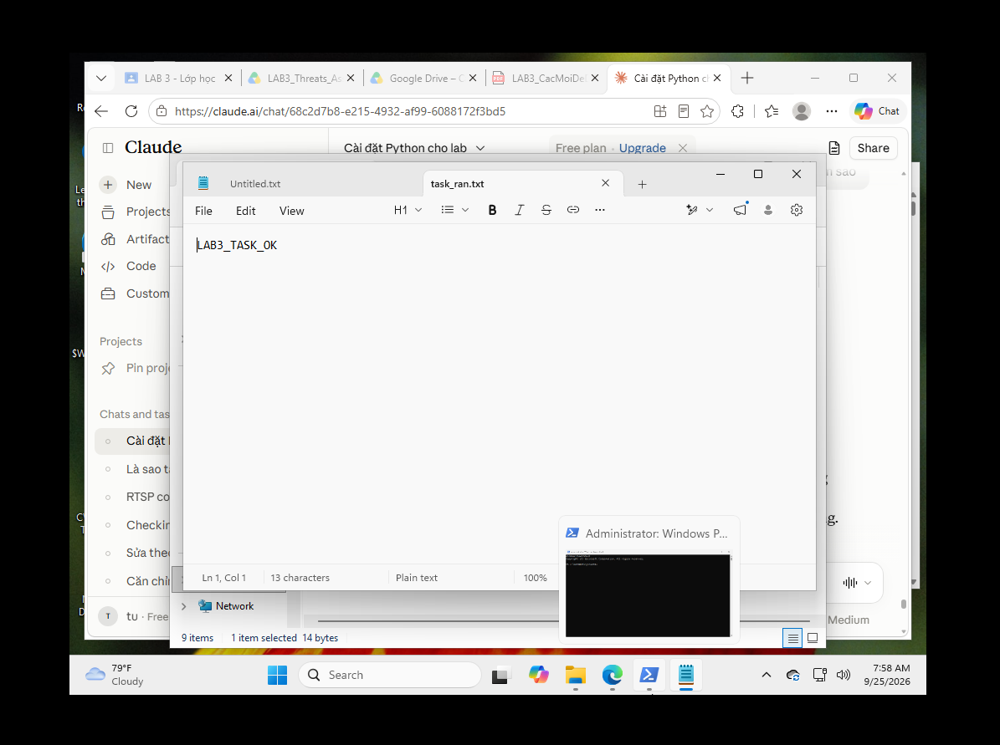 LAB 3 - Lớp học
LAB3_Threats_As
Google Drive – C
LAB3_CacMoiDe
Cài đặt Python ch
https://claude.ai/chat/68c2d7b8-e215-4932-af99-6088172f3bd5
Chat
Claude
Cài đặt Python cho lab
Free plan · Upgrade
Share
New
Projects
Artifact
Code
Custom
Projects
Pin proj
Chats and tas
Cài đặt
Là sao t
RTSP co
Checkin
Sửa theo
Căn chỉn
tu · Free
Untitled.txt
task_ran.txt
File
Edit
View
H1
LAB3_TASK_OK
Ln 1, Col 1
13 characters
Plain text
100%
Administrator: Windows P...
Medium
Network
9 items
1 item selected 14 bytes
79°F
Cloudy
Search
7:58 AM
9/25/2026